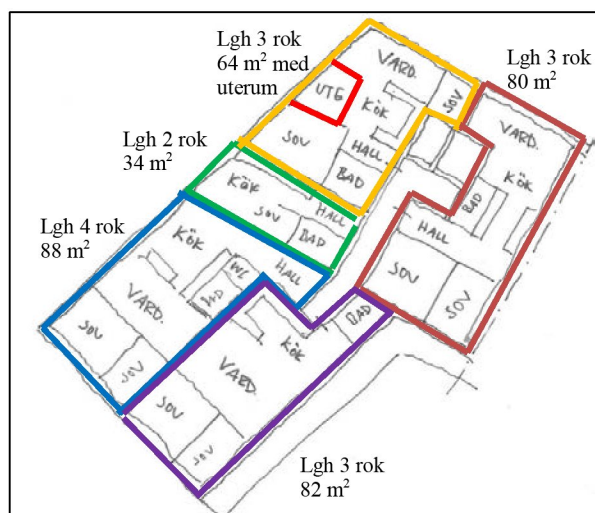 Lgh 3 rok
64 m² med
uterum
Lgh 3 rok
80 m²
VARD.
UTE
KÖK
SOV
SOV
HALL
BAD
VARD.
KÖK
BAD
HALL
SOV
SOV
Lgh 2 rok
34 m²
KÖK
SOV
HALL
BAD
Lgh 4 rok
88 m²
KÖK
WC
HALL
BAD
VARD.
SOV
SOV
BAD
KÖK
VARD.
SOV
SOV
Lgh 3 rok
82 m²